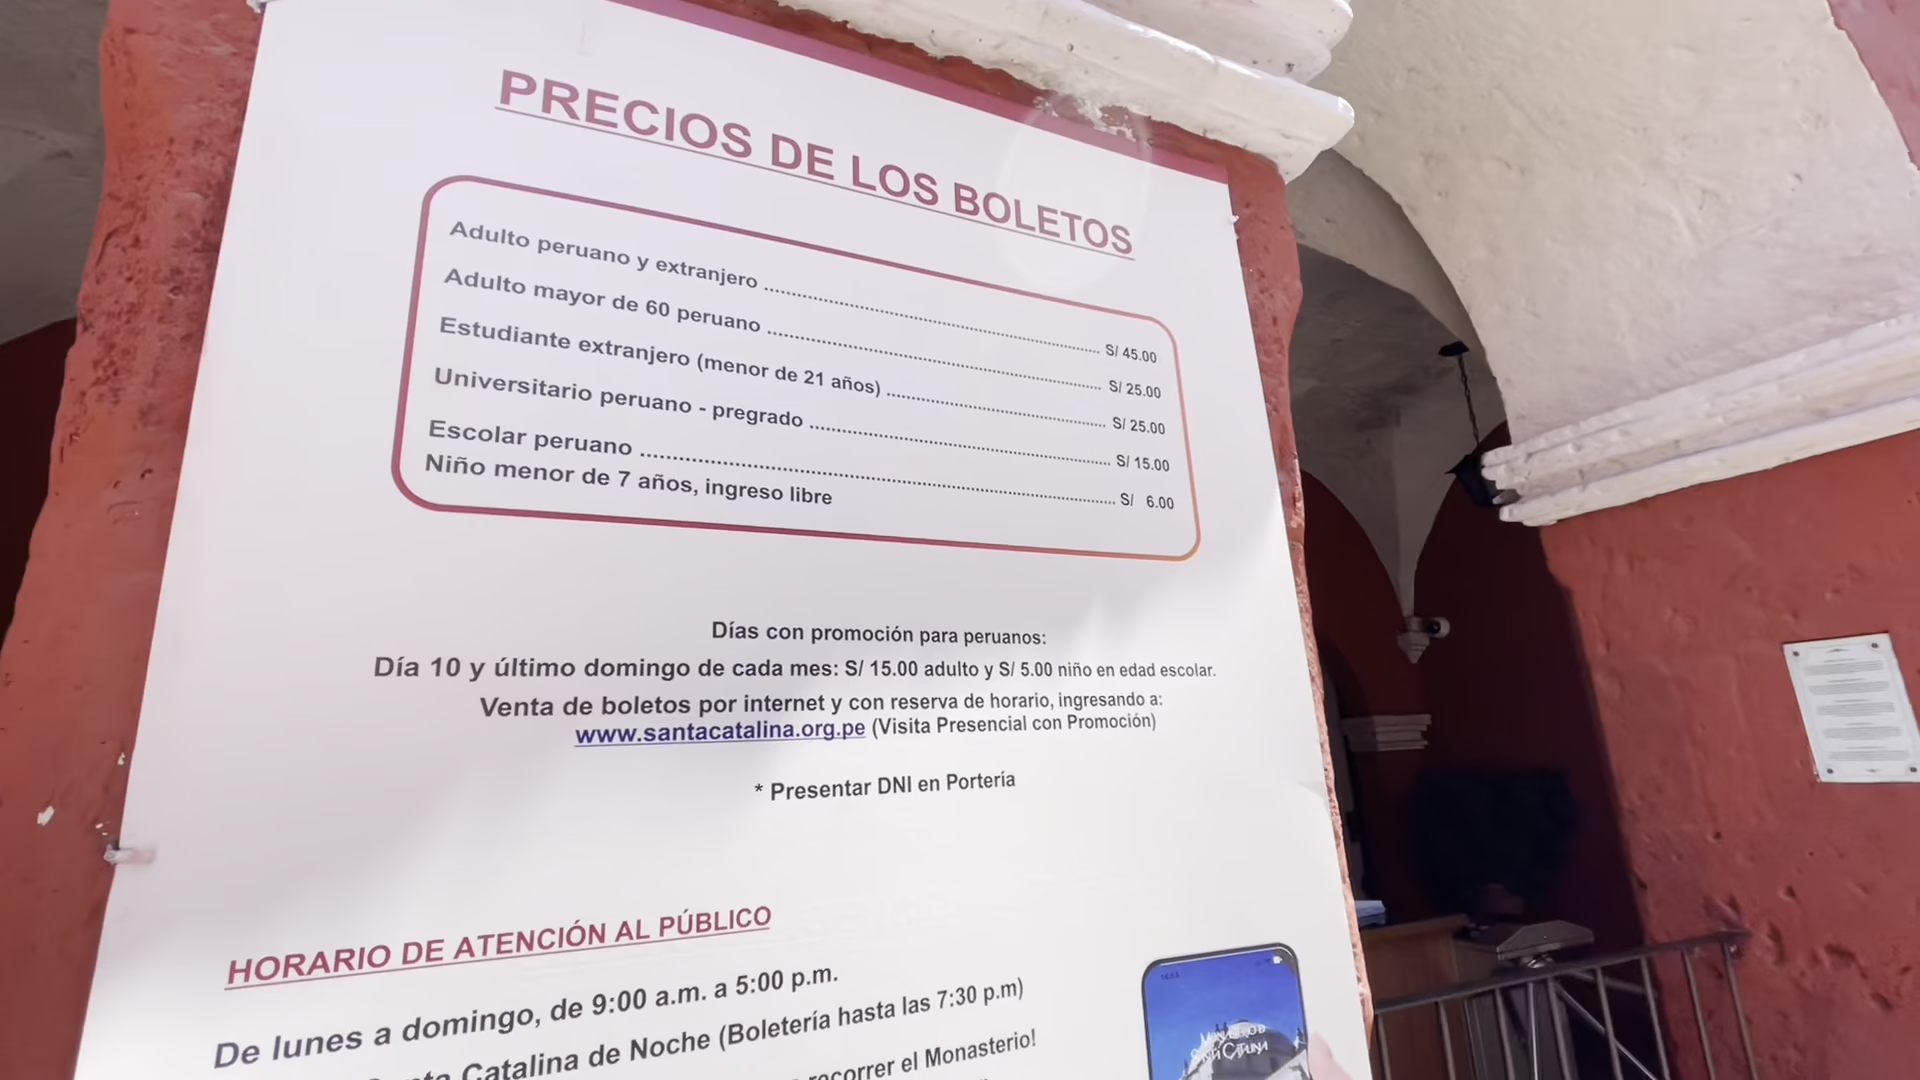 PRECIOS DE LOS BOLETOS
Adulto peruano y extranjero ........................................................ S/ 45.00
Adulto mayor de 60 peruano ........................................................ S/ 25.00
Estudiante extranjero (menor de 21 años) .................................... S/ 25.00
Universitario peruano - pregrado .................................................. S/ 15.00
Escolar peruano ............................................................................ S/ 6.00
Niño menor de 7 años, ingreso libre
Días con promoción para peruanos:
Día 10 y último domingo de cada mes: S/ 15.00 adulto y S/ 5.00 niño en edad escolar.
Venta de boletos por internet y con reserva de horario, ingresando a:
www.santacatalina.org.pe (Visita Presencial con Promoción)
* Presentar DNI en Portería
HORARIO DE ATENCIÓN AL PÚBLICO
De lunes a domingo, de 9:00 a.m. a 5:00 p.m.
Catalina de Noche (Boletería hasta las 7:30 p.m)
recorrer el Monasterio!
MONASTERIO DE
SANTA CATALINA